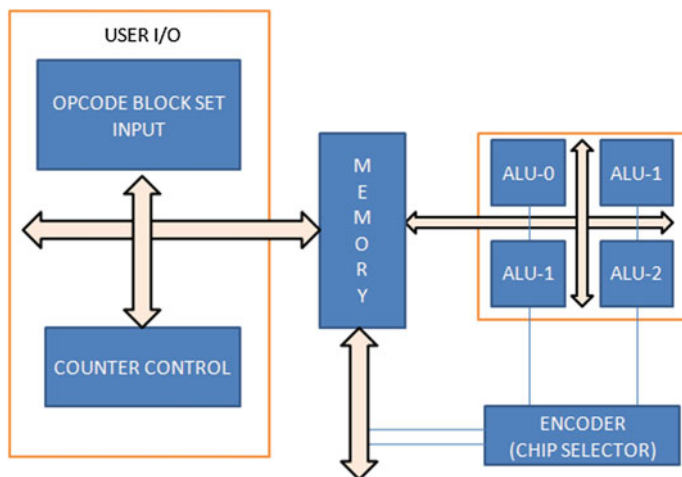 USER I/O
OPCODE BLOCK SET
INPUT
COUNTER CONTROL
M
E
M
O
R
Y
ALU-0
ALU-1
ALU-1
ALU-2
ENCODER
(CHIP SELECTOR)